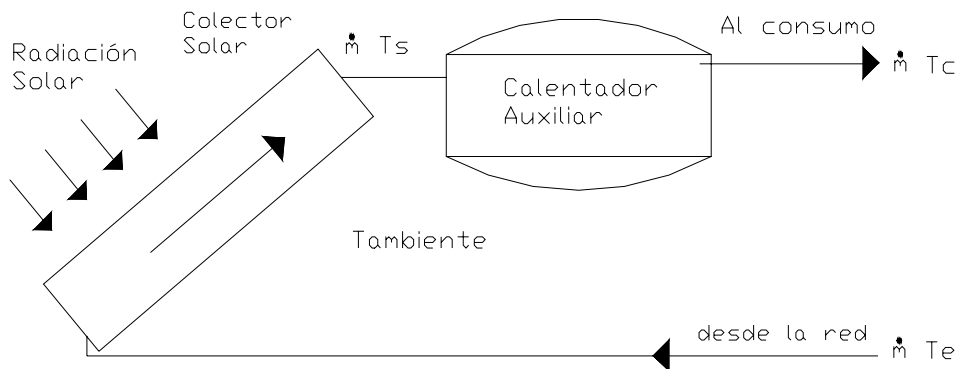 Radiación
Solar
Colector
Solar
ṁ Ts
Calentador
Auxiliar
Al consumo
ṁ Tc
Tambiente
desde la red
ṁ Te